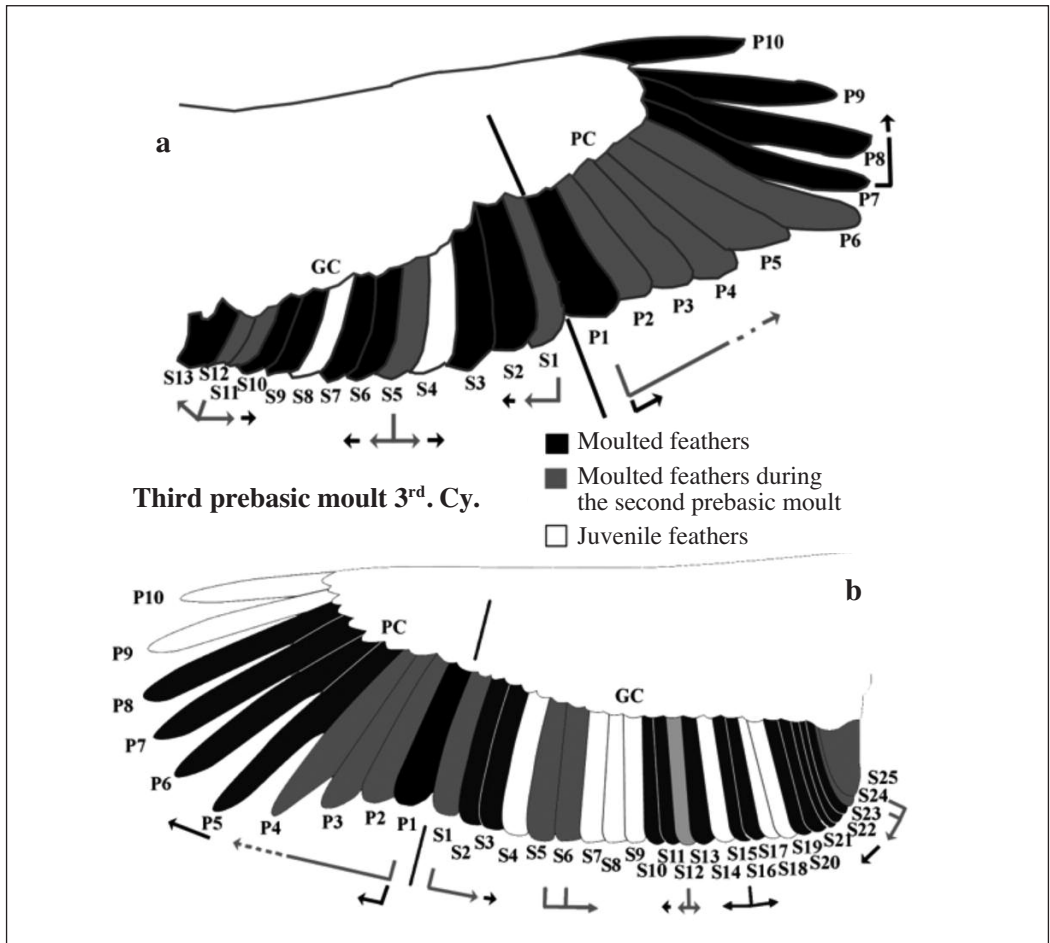 P10
P9
a
PC
P8
P7
P6
GC
P5
P4
P3
P2
P1
S1
S2
S3
S4
S5
S6
S7
S8
S9
S10
S11
S12
S13
Moulted feathers
Moulted feathers during
the second prebasic moult
Juvenile feathers
Third prebasic moult 3rd. Cy.
b
P10
PC
P9
GC
P8
P7
P6
P5
P4
P3
P2
P1
S1
S2
S3
S4
S5
S6
S7
S8
S9
S10
S11
S12
S13
S14
S15
S16
S17
S18
S19
S20
S21
S22
S23
S24
S25